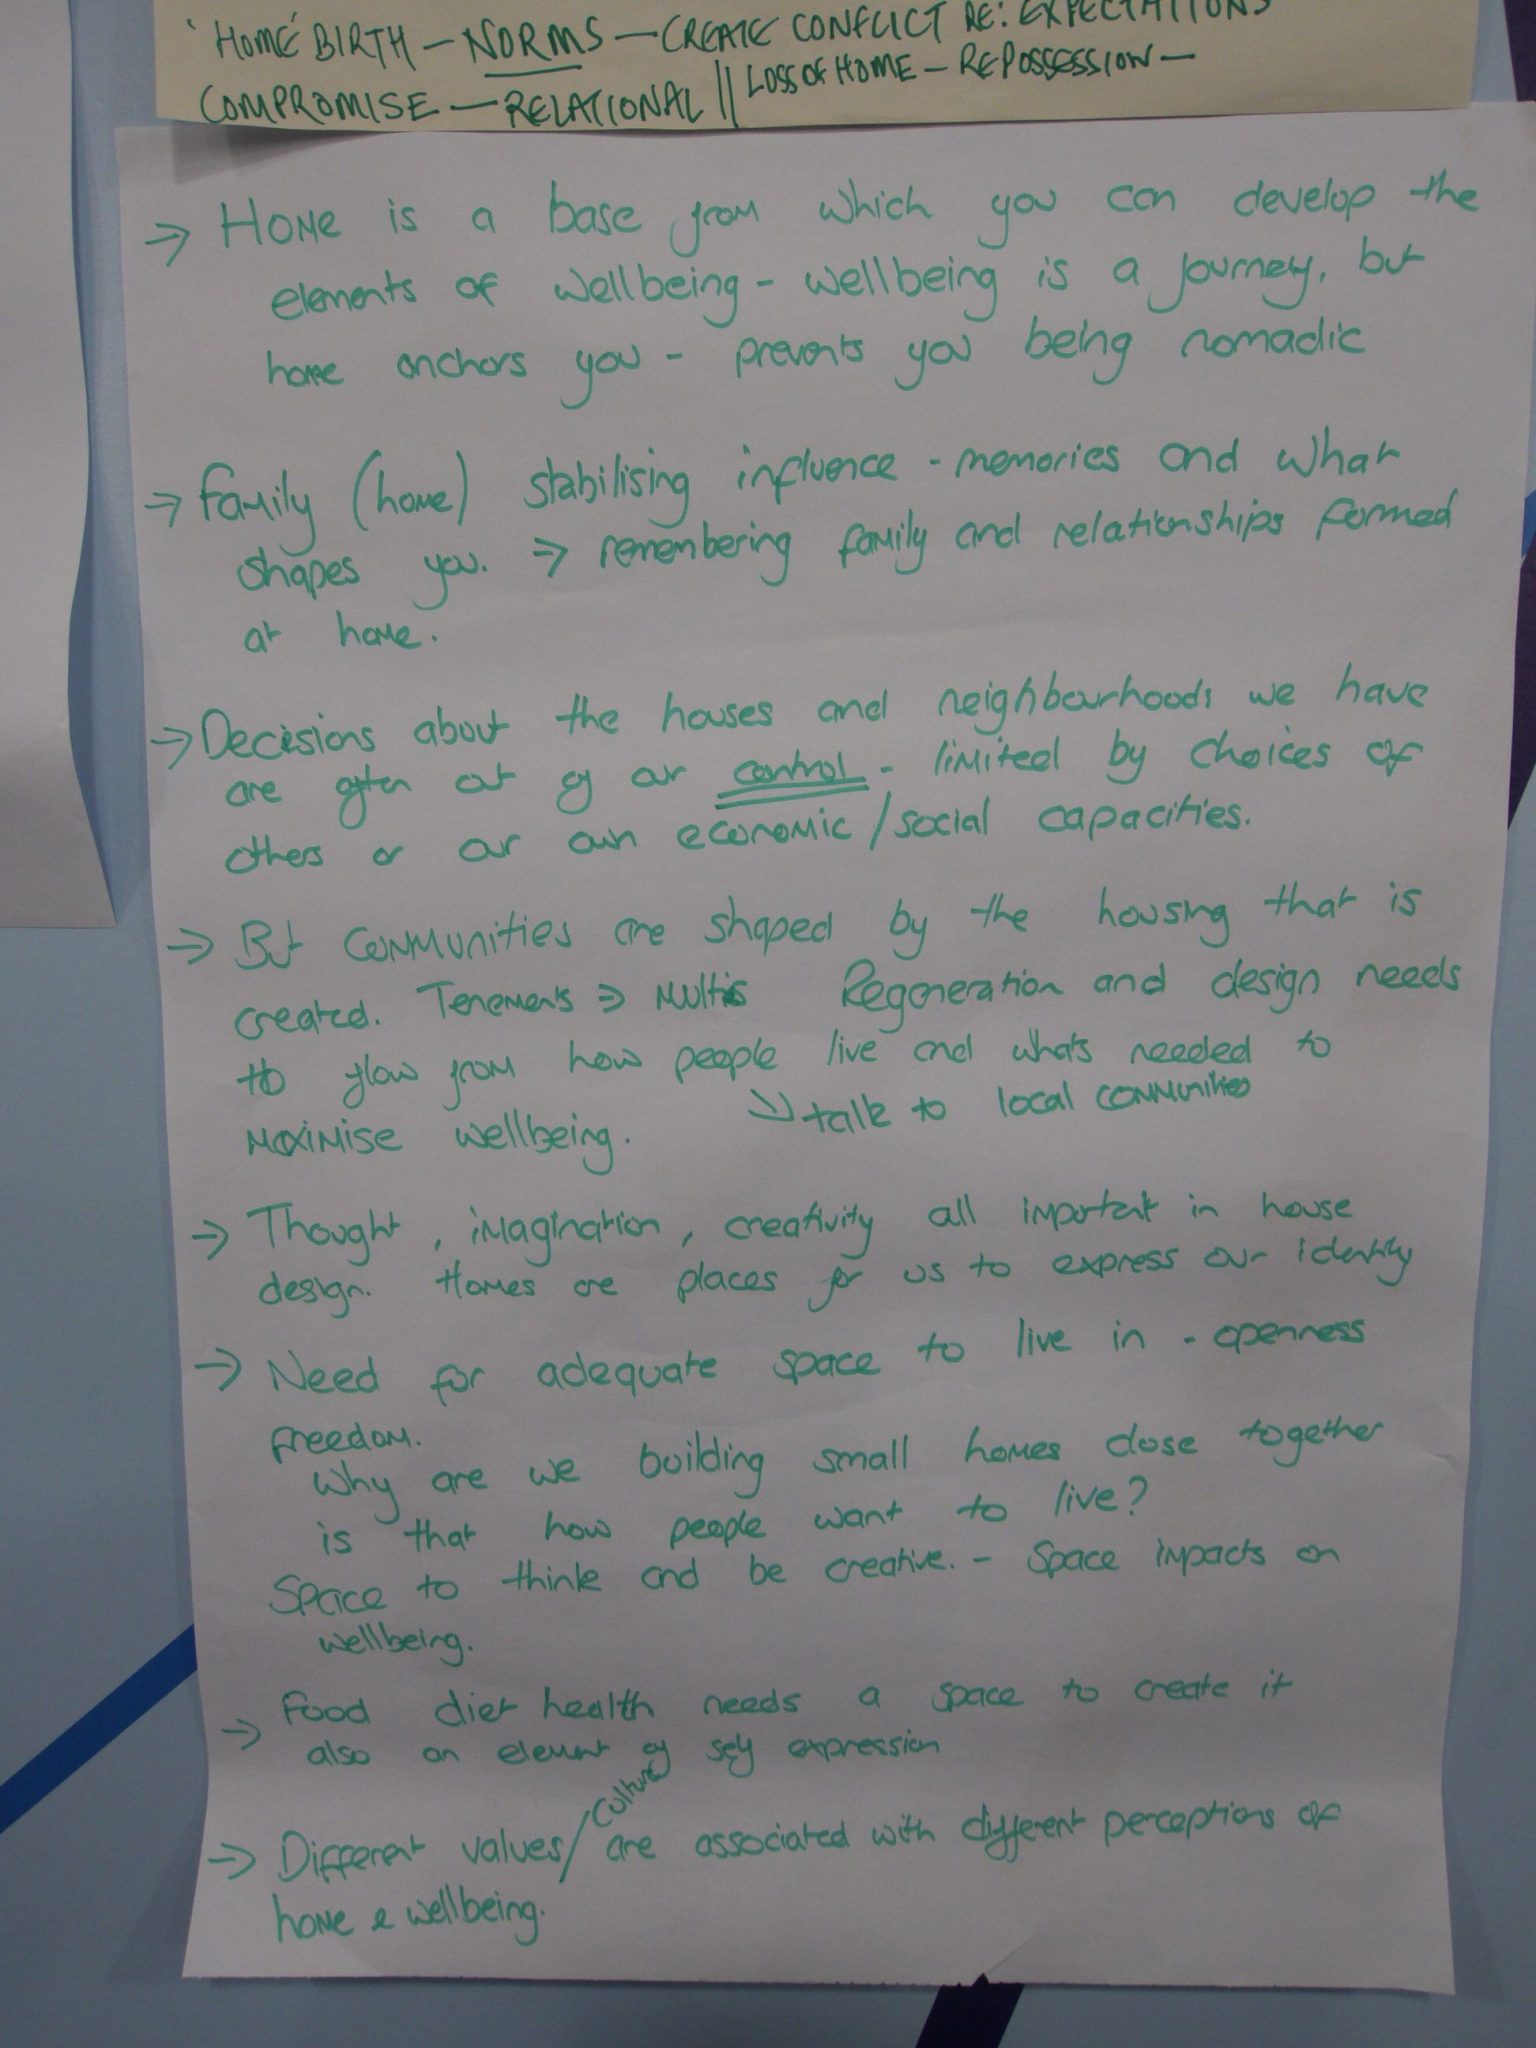 'HOME' BIRTH — NORMS — CREATE CONFLICT RE: EXPECTATIONS
COMPROMISE — RELATIONAL || LOSS OF HOME — REPOSSESSION —
→ Home is a base from which you can develop the
elements of wellbeing - wellbeing is a journey, but
home anchors you - prevents you being nomadic
→ Family (home) stabilising influence - memories and what
shapes you. ⇒ remembering family and relationships formed
at home.
→ Decisions about the houses and neighbourhoods we have
are often out of our control - limited by choices of
others or our own economic / social capacities.
→ But communities are shaped by the housing that is
created. Tenements ⇒ Multis Regeneration and design needs
to flow from how people live and whats needed to
maximise wellbeing. ↘ talk to local communities
→ Thought, imagination, creativity all important in house
design. Homes are places for us to express our identity
→ Need for adequate space to live in - openness
freedom.
Why are we building small homes close together
is that how people want to live?
Space to think and be creative. - Space impacts on
wellbeing.
→ Food diet health needs a space to create it
also an element of self expression
→ Different values / culture are associated with different perceptions of
home & wellbeing.